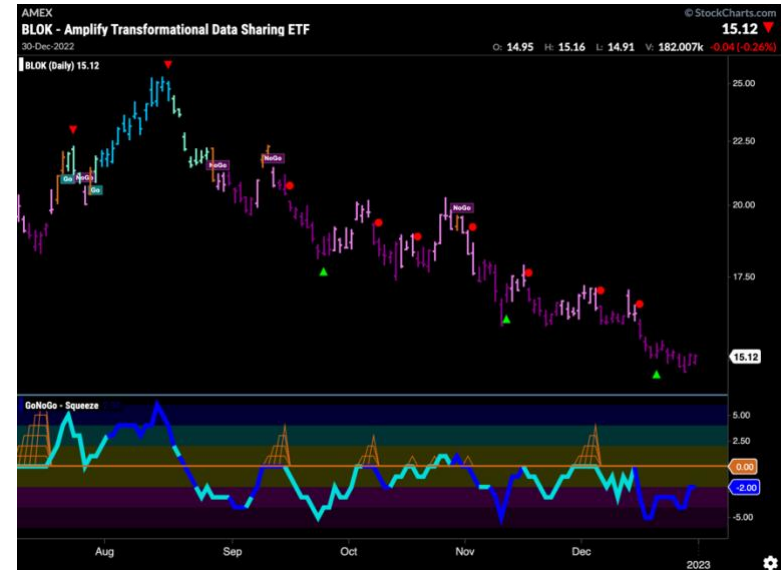 AMEX
© StockCharts.com
BLOK - Amplify Transformational Data Sharing ETF
15.12
30-Dec-2022
O: 14.95 H: 15.16 L: 14.91 V: 182.007k -0.04 (-0.26%)
BLOK (Daily) 15.12
25.00
22.50
20.00
17.50
15.12
Go
NoGo
Go
NoGo
NoGo
NoGo
GoNoGo - Squeeze
5.00
2.50
0.00
-2.00
-5.00
Aug Sep Oct Nov Dec
2023